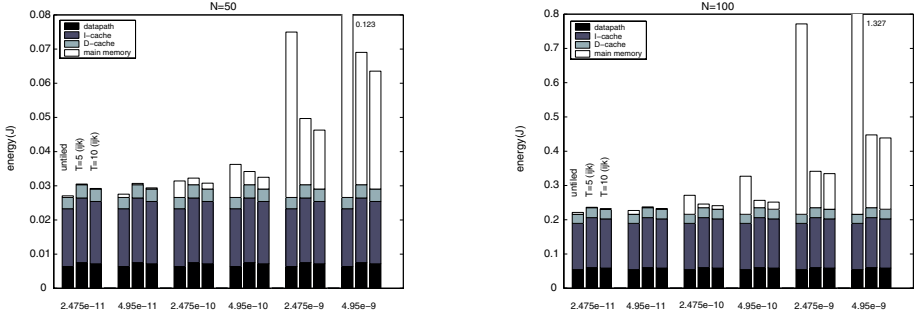 N=50
0.08
0.07
0.06
0.05
0.04
0.03
0.02
0.01
0
energy(J)
datapath
I-cache
D-cache
main memory
0.123
untiled
T=5 (ijk)
T=10 (ijk)
2.475e-11 4.95e-11 2.475e-10 4.95e-10 2.475e-9 4.95e-9
N=100
0.8
0.7
0.6
0.5
0.4
0.3
0.2
0.1
0
energy(J)
datapath
I-cache
D-cache
main memory
1.327
untiled
T=5 (ijk)
T=10 (ijk)
2.475e-11 4.95e-11 2.475e-10 4.95e-10 2.475e-9 4.95e-9